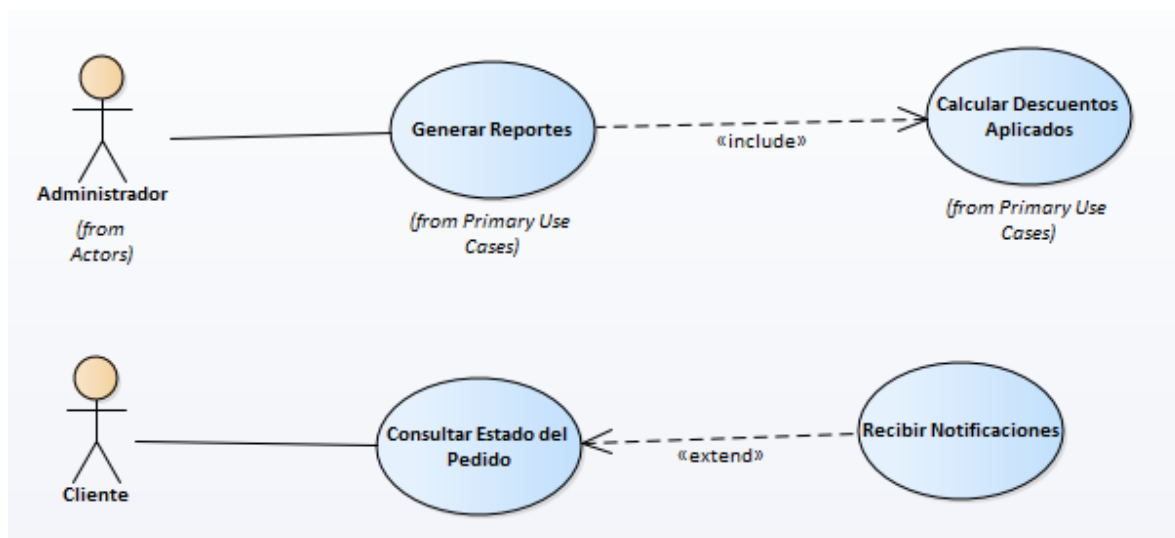 Generar Reportes
Calcular Descuentos
Aplicados
«include»
Administrador
(from
Actors)
(from Primary Use
Cases)
(from Primary Use
Cases)
Consultar Estado del
Pedido
Recibir Notificaciones
«extend»
Cliente